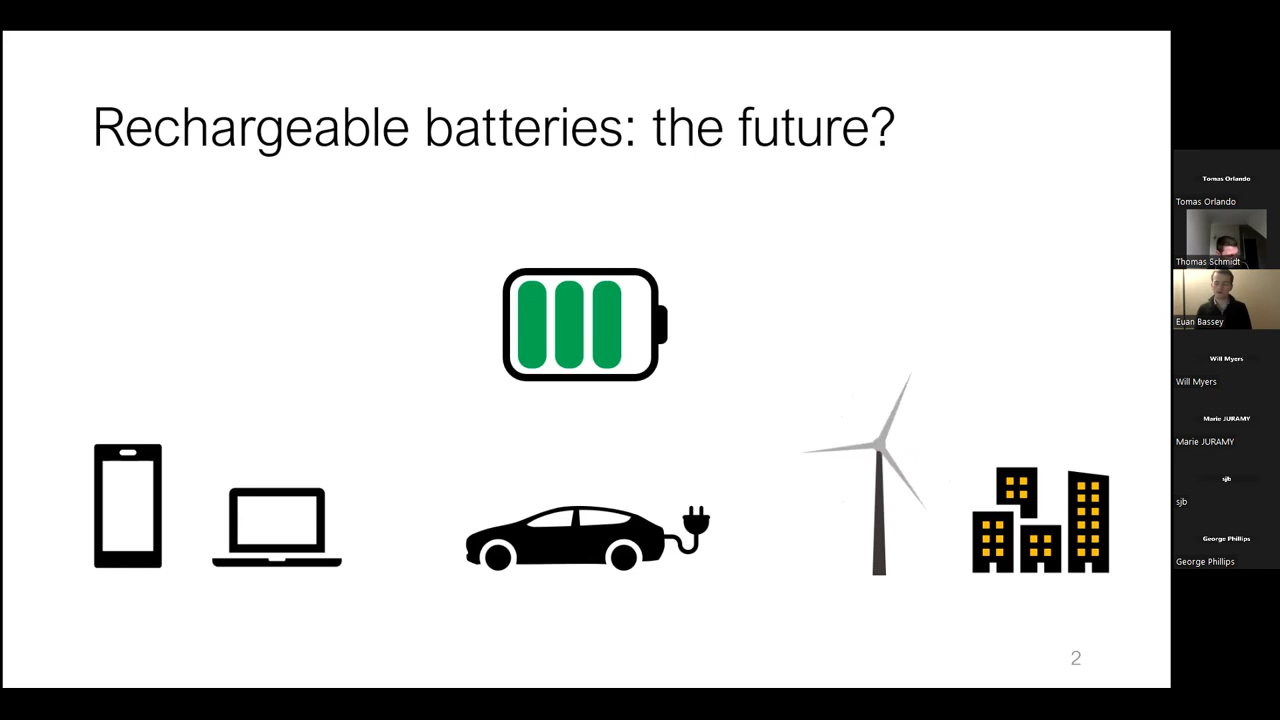 Rechargeable batteries: the future?
2
Tomas Orlando
Tomas Orlando
Thomas Schmidt
Euan Bassey
Will Myers
Will Myers
Marie JURAMY
Marie JURAMY
sjb
sjb
George Phillips
George Phillips